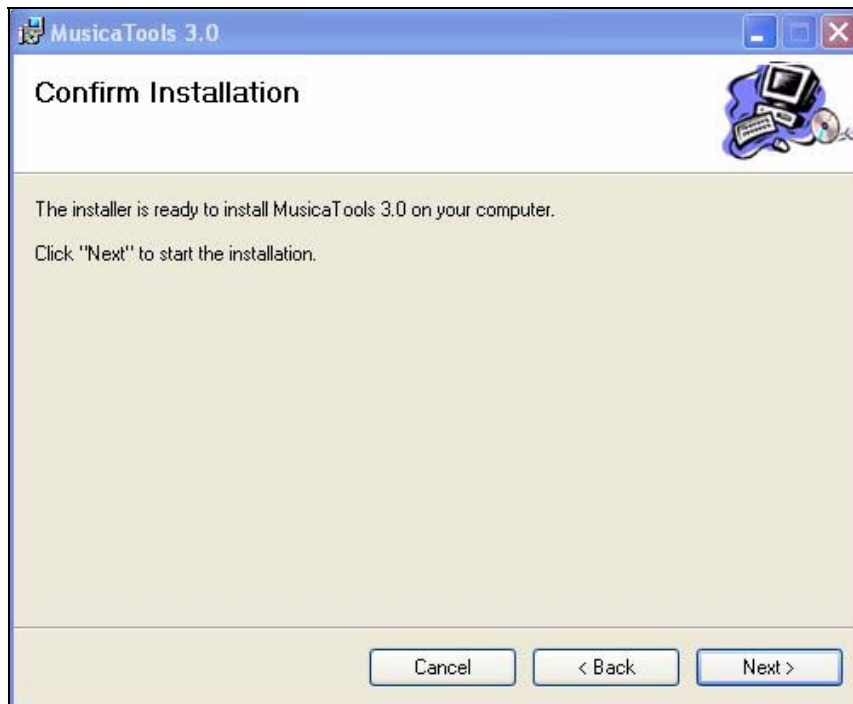 MusicaTools 3.0
Confirm Installation
The installer is ready to install MusicaTools 3.0 on your computer.
Click "Next" to start the installation.
Cancel
< Back
Next >